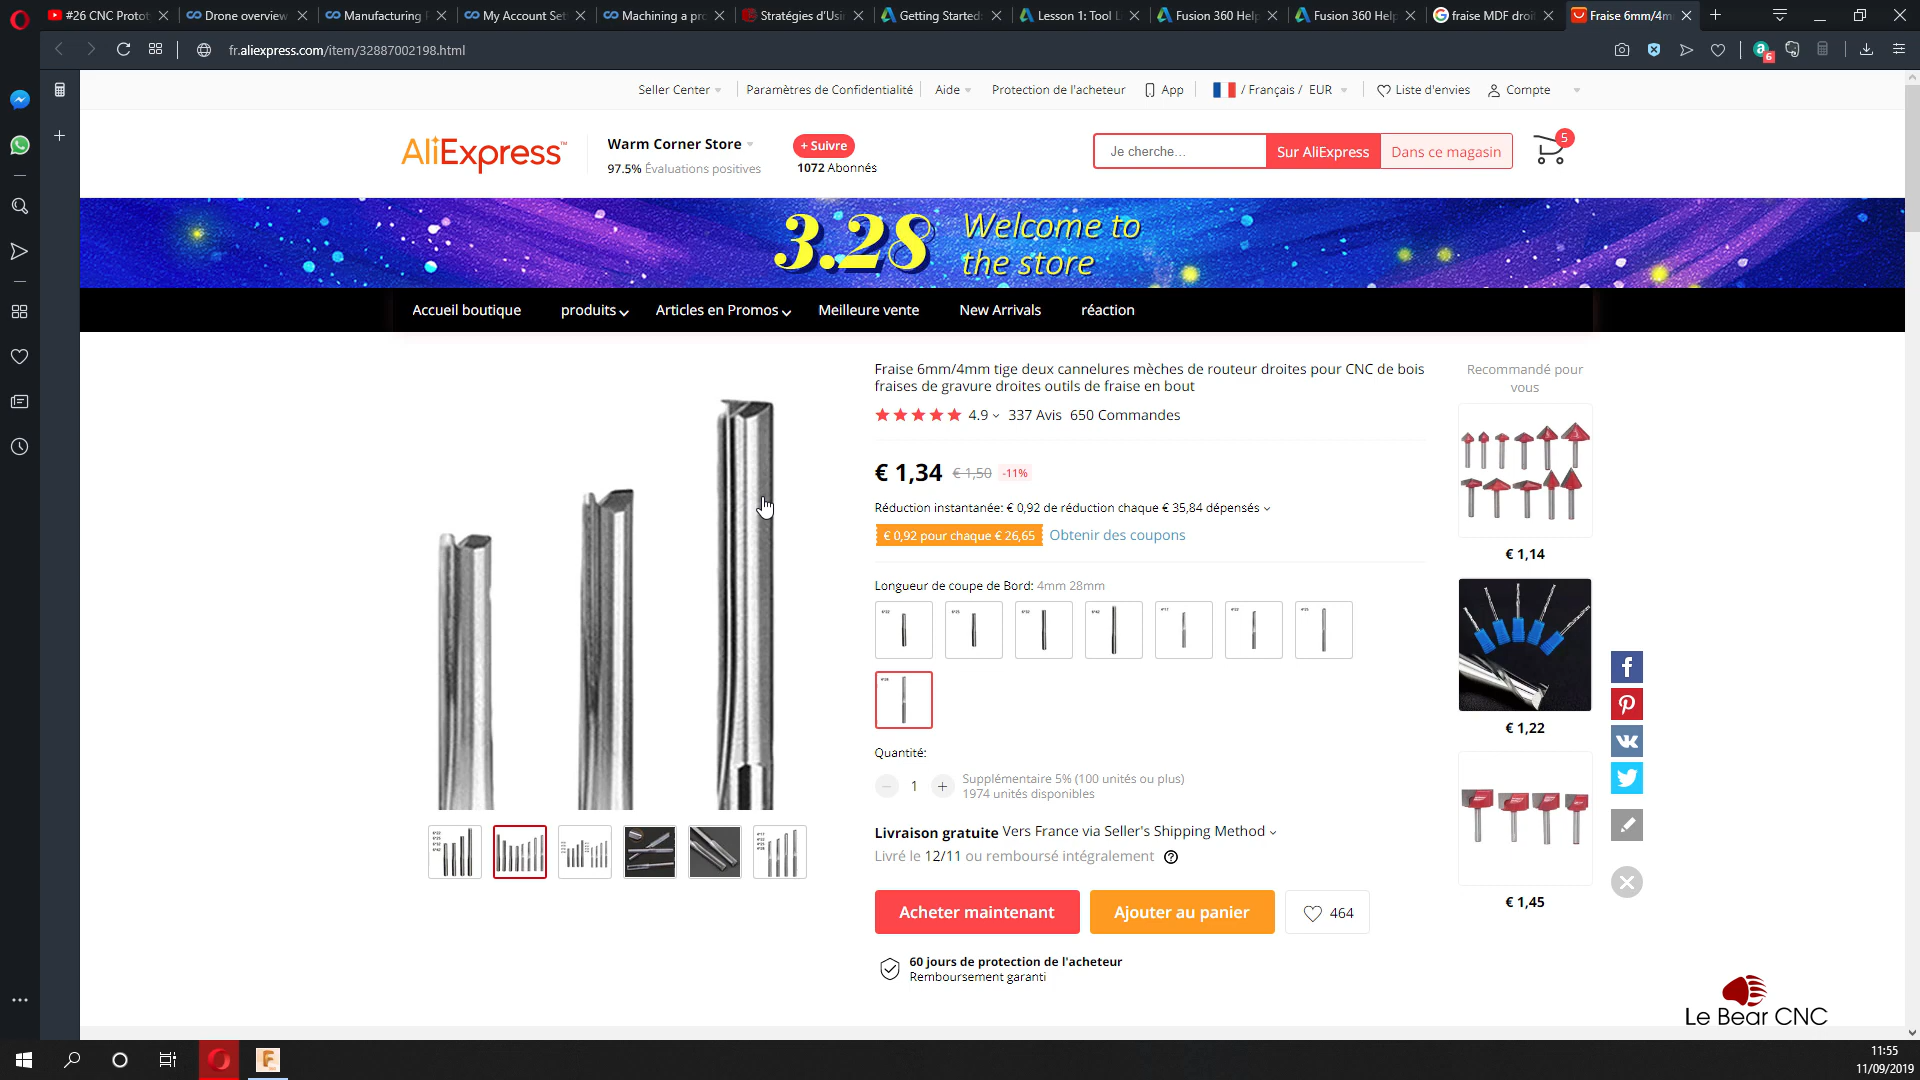 #26 CNC Protot
Drone overview
Manufacturing
My Account Set
Machining a pro
Stratégies d'Usi
Getting Started:
Lesson 1: Tool L
Fusion 360 Help
Fusion 360 Help
fraise MDF droi
Fraise 6mm/4m
fr.aliexpress.com/item/32887002198.html
6
Seller Center
Paramètres de Confidentialité
Aide
Protection de l'acheteur
App
/ Français / EUR
Liste d'envies
Compte
AliExpress™
Warm Corner Store
97.5% Évaluations positives
+ Suivre
1072 Abonnés
Je cherche...
Sur AliExpress
Dans ce magasin
5
3.28 Welcome to
the store
Accueil boutique
produits
Articles en Promos
Meilleure vente
New Arrivals
réaction
Fraise 6mm/4mm tige deux cannelures mèches de routeur droites pour CNC de bois
fraises de gravure droites outils de fraise en bout
4.9
337 Avis
650 Commandes
€ 1,34 € 1,50 -11%
Réduction instantanée: € 0,92 de réduction chaque € 35,84 dépensés
€ 0,92 pour chaque € 26,65
Obtenir des coupons
Longueur de coupe de Bord: 4mm 28mm
Quantité:
1
Supplémentaire 5% (100 unités ou plus)
1974 unités disponibles
Livraison gratuite Vers France via Seller's Shipping Method
Livré le 12/11 ou remboursé intégralement
Acheter maintenant
Ajouter au panier
464
60 jours de protection de l'acheteur
Remboursement garanti
Recommandé pour
vous
€ 1,14
€ 1,22
€ 1,45
Le Bear CNC
11:55
11/09/2019